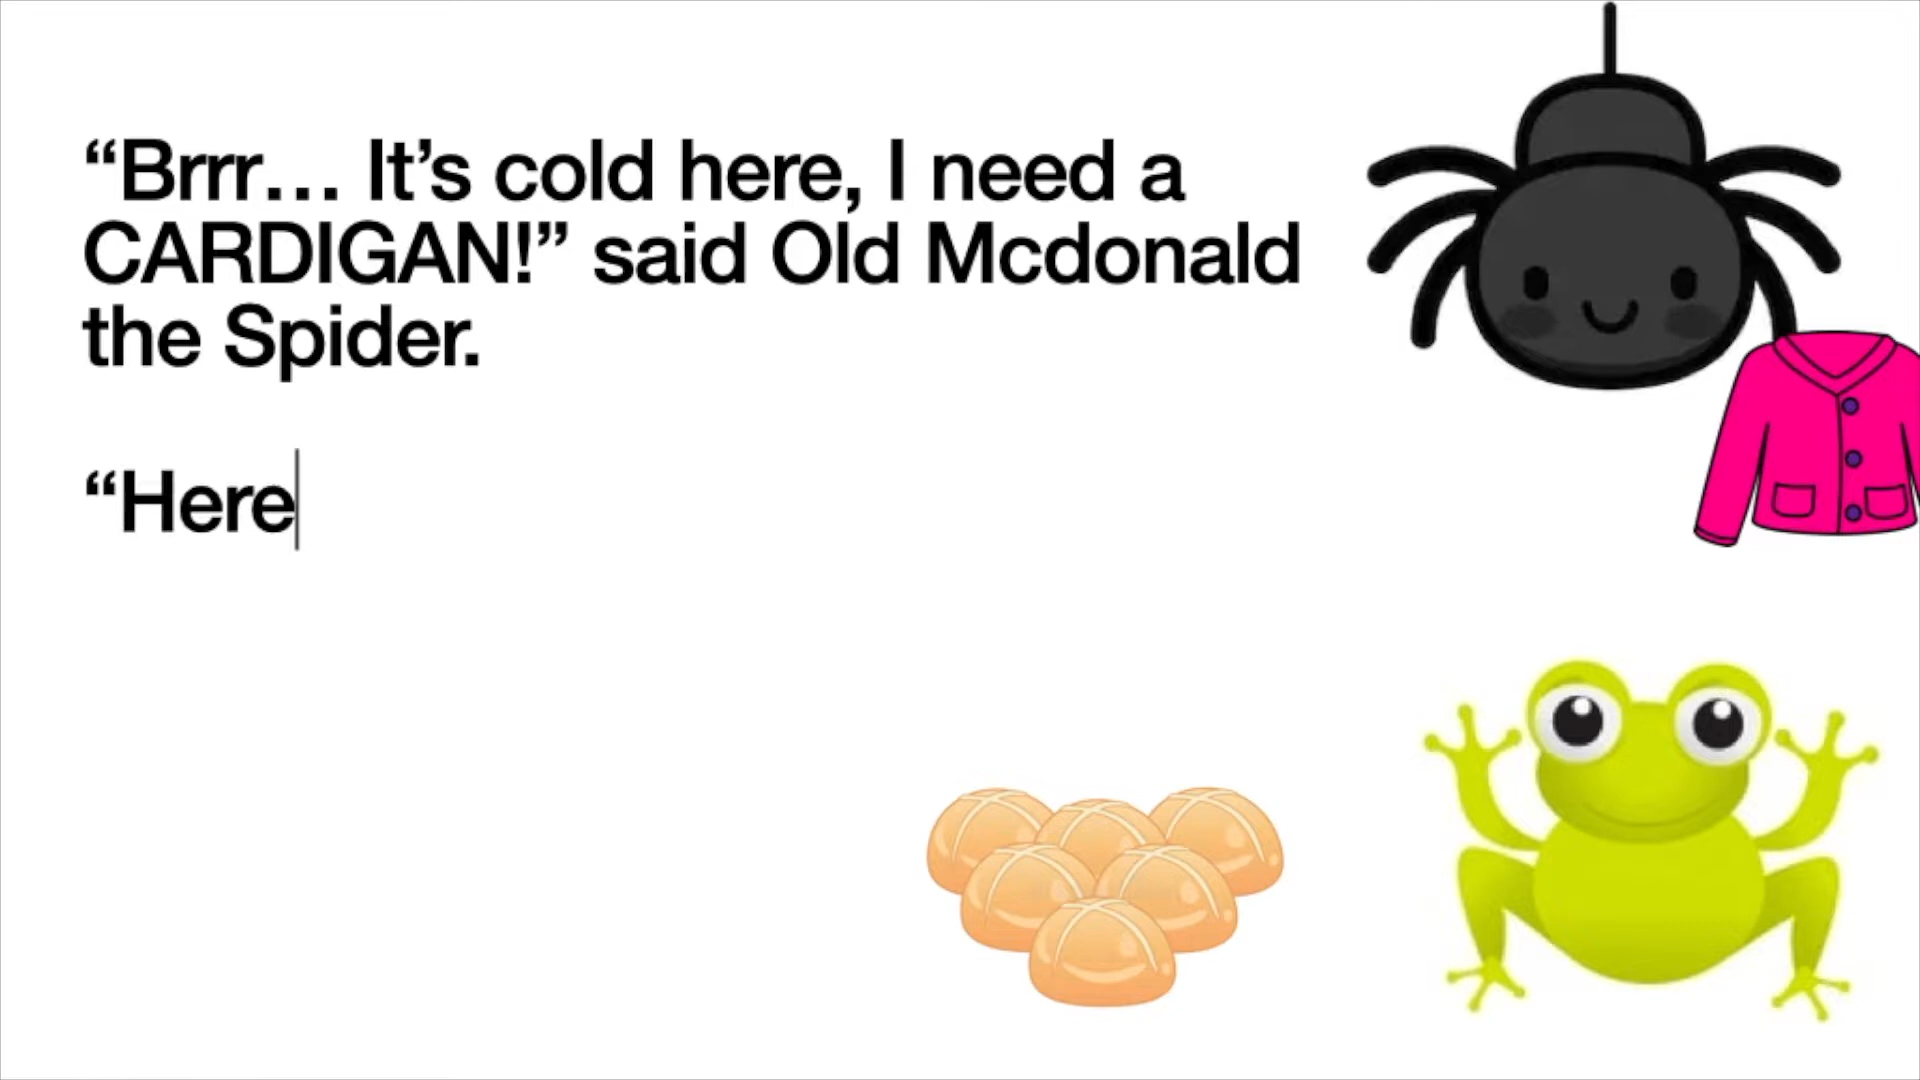 “Brrr… It’s cold here, I need a
CARDIGAN!” said Old Mcdonald
the Spider.
“Here